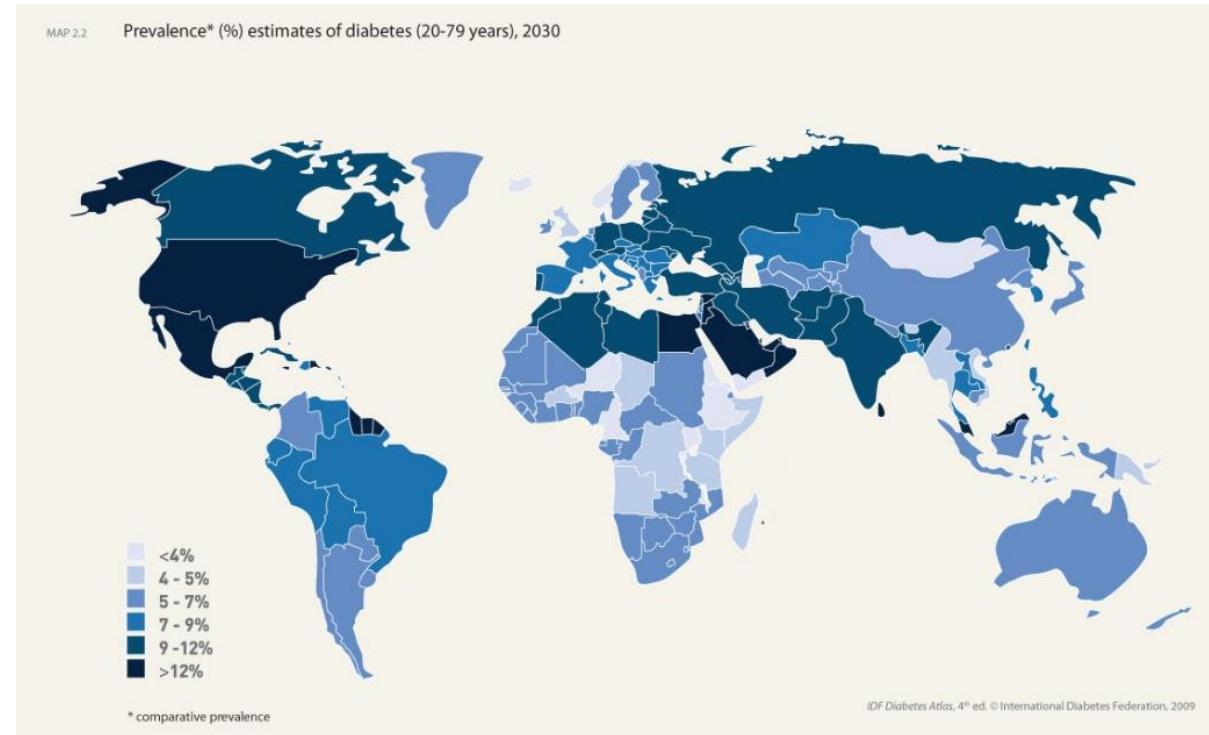 MAP 2.2 Prevalence* (%) estimates of diabetes (20-79 years), 2030
<4%
4 - 5%
5 - 7%
7 - 9%
9 -12%
>12%
* comparative prevalence
IDF Diabetes Atlas, 4th ed. © International Diabetes Federation, 2009